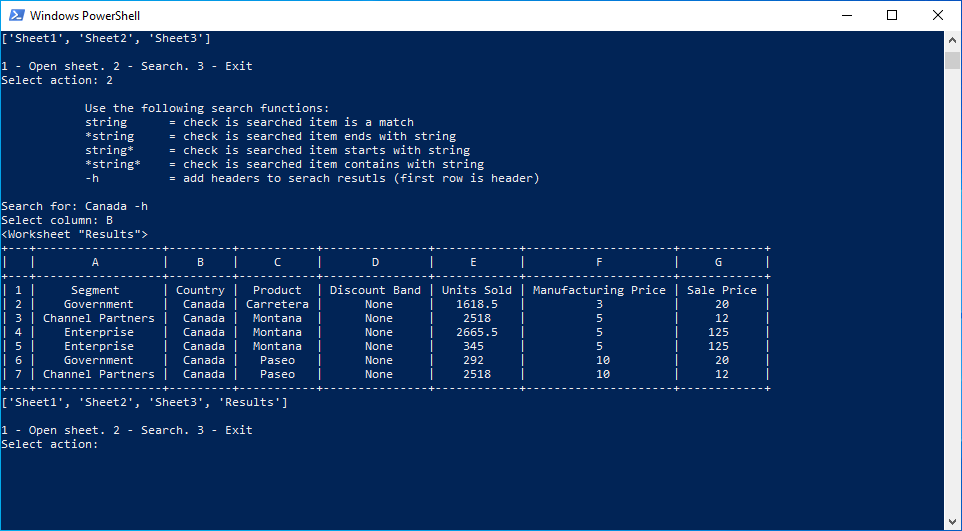 Windows PowerShell
['Sheet1', 'Sheet2', 'Sheet3']
1 - Open sheet. 2 - Search. 3 - Exit
Select action: 2
Use the following search functions:
string = check is searched item is a match
*string = check is searched item ends with string
string* = check is searched item starts with string
*string* = check is searched item contains with string
-h = add headers to serach resutls (first row is header)
Search for: Canada -h
Select column: B
<Worksheet "Results">
+---+------------------+---------+-----------+---------------+------------+---------------------+------------+
| | A | B | C | D | E | F | G |
+---+------------------+---------+-----------+---------------+------------+---------------------+------------+
| 1 | Segment | Country | Product | Discount Band | Units Sold | Manufacturing Price | Sale Price |
| 2 | Government | Canada | Carretera | None | 1618.5 | 3 | 20 |
| 3 | Channel Partners | Canada | Montana | None | 2518 | 5 | 12 |
| 4 | Enterprise | Canada | Montana | None | 2665.5 | 5 | 125 |
| 5 | Enterprise | Canada | Montana | None | 345 | 5 | 125 |
| 6 | Government | Canada | Paseo | None | 292 | 10 | 20 |
| 7 | Channel Partners | Canada | Paseo | None | 2518 | 10 | 12 |
+---+------------------+---------+-----------+---------------+------------+---------------------+------------+
['Sheet1', 'Sheet2', 'Sheet3', 'Results']
1 - Open sheet. 2 - Search. 3 - Exit
Select action: